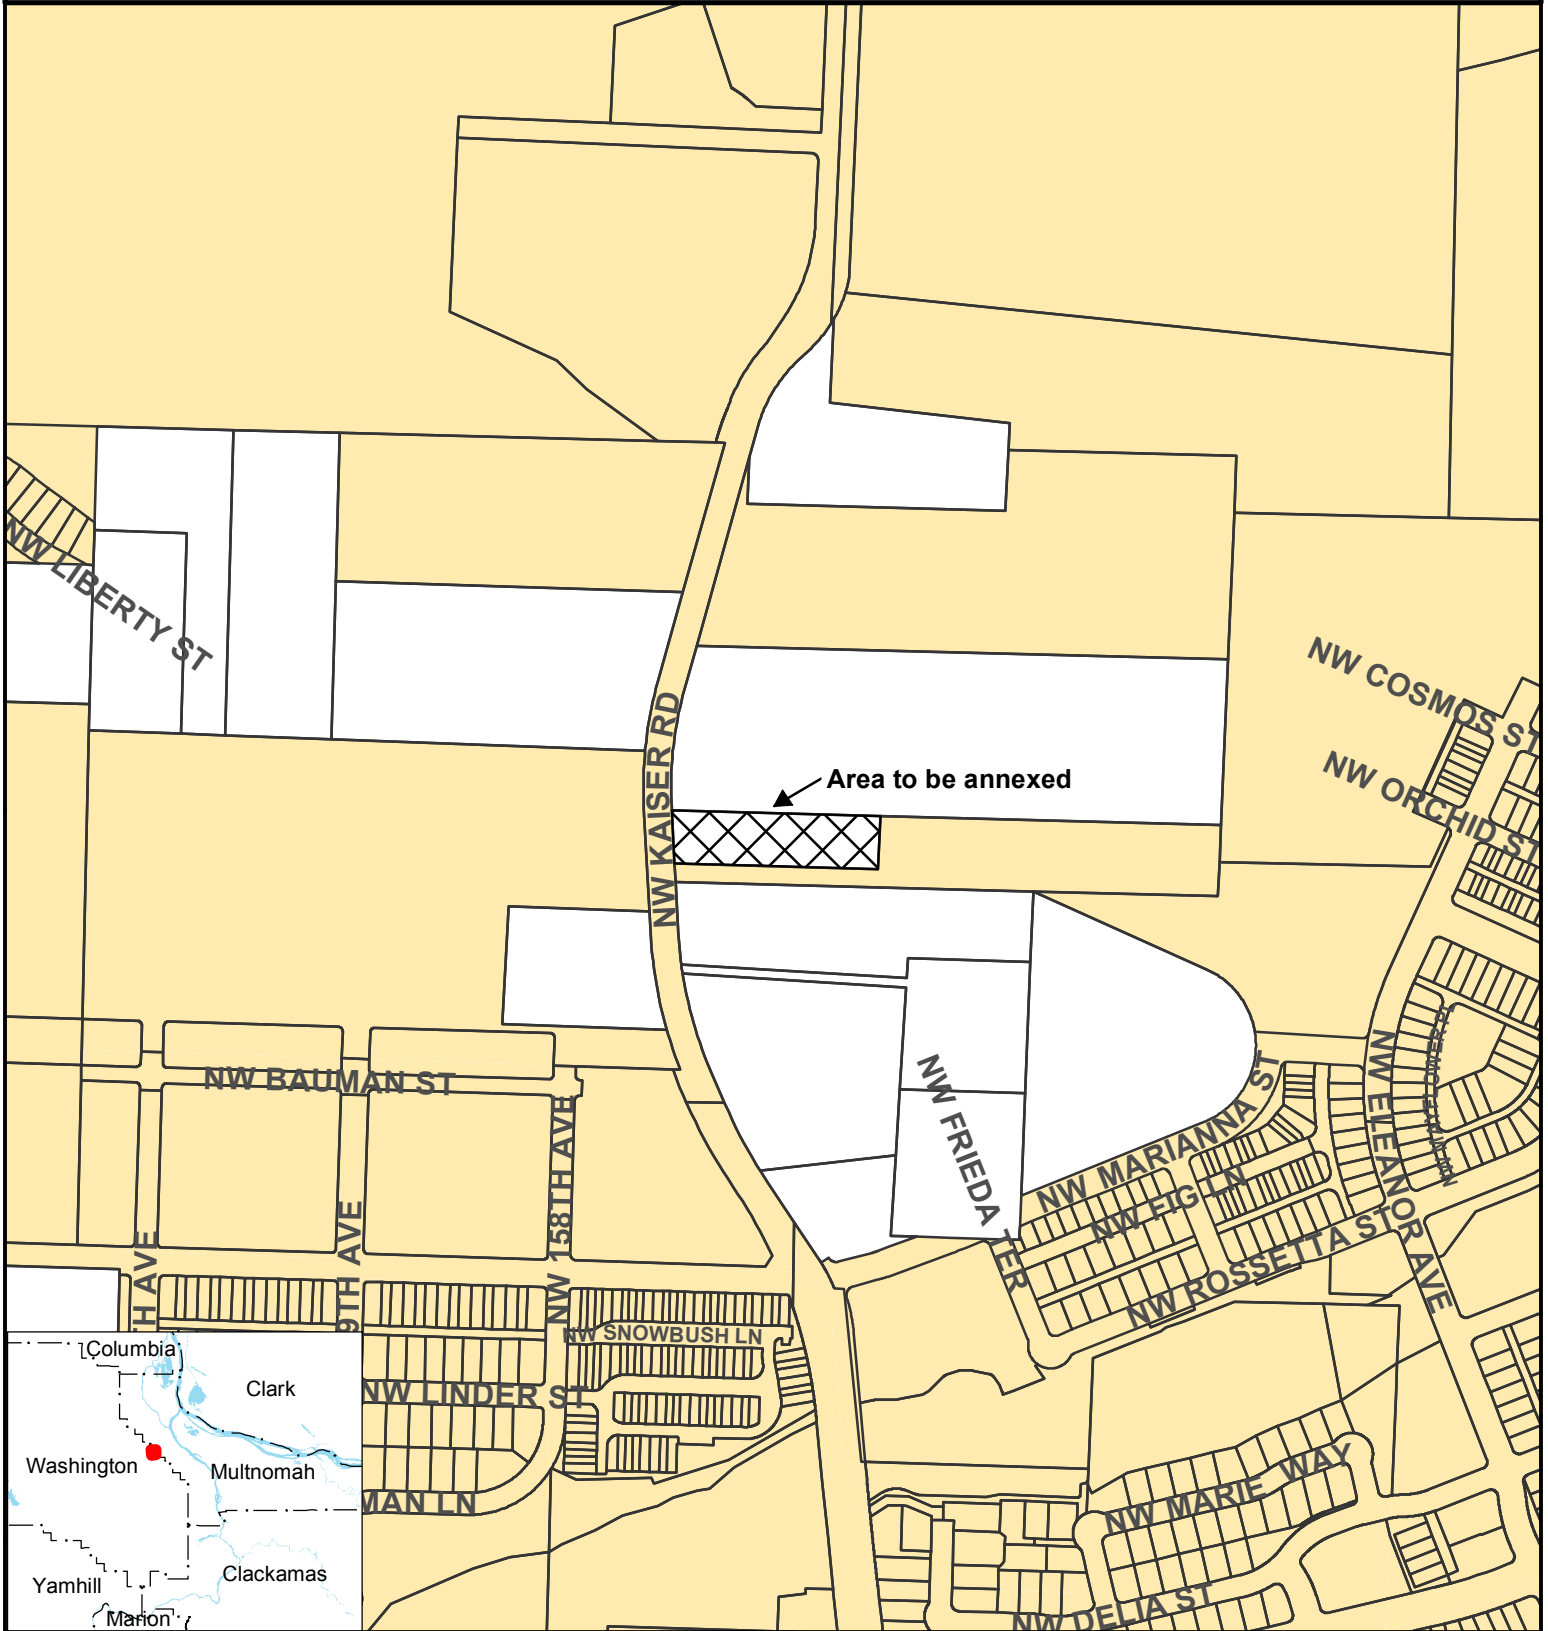 NW LIBERTY ST
NW COSMOS ST
NW ORCHID ST
NW KAISER RD
Area to be annexed
NW BAUMAN ST
NW 158TH AVE
NW FRIEDA TER
NW MARIANNA ST
NW FIG LN
NW ROSSETTA ST
NW ELEANOR AVE
TH AVE
9TH AVE
NW SNOWBUSH LN
NW LINDER ST
MAN LN
NW MARIE WAY
NW DELIA ST
Columbia
Clark
Washington
Multnomah
Yamhill
Clackamas
Marion